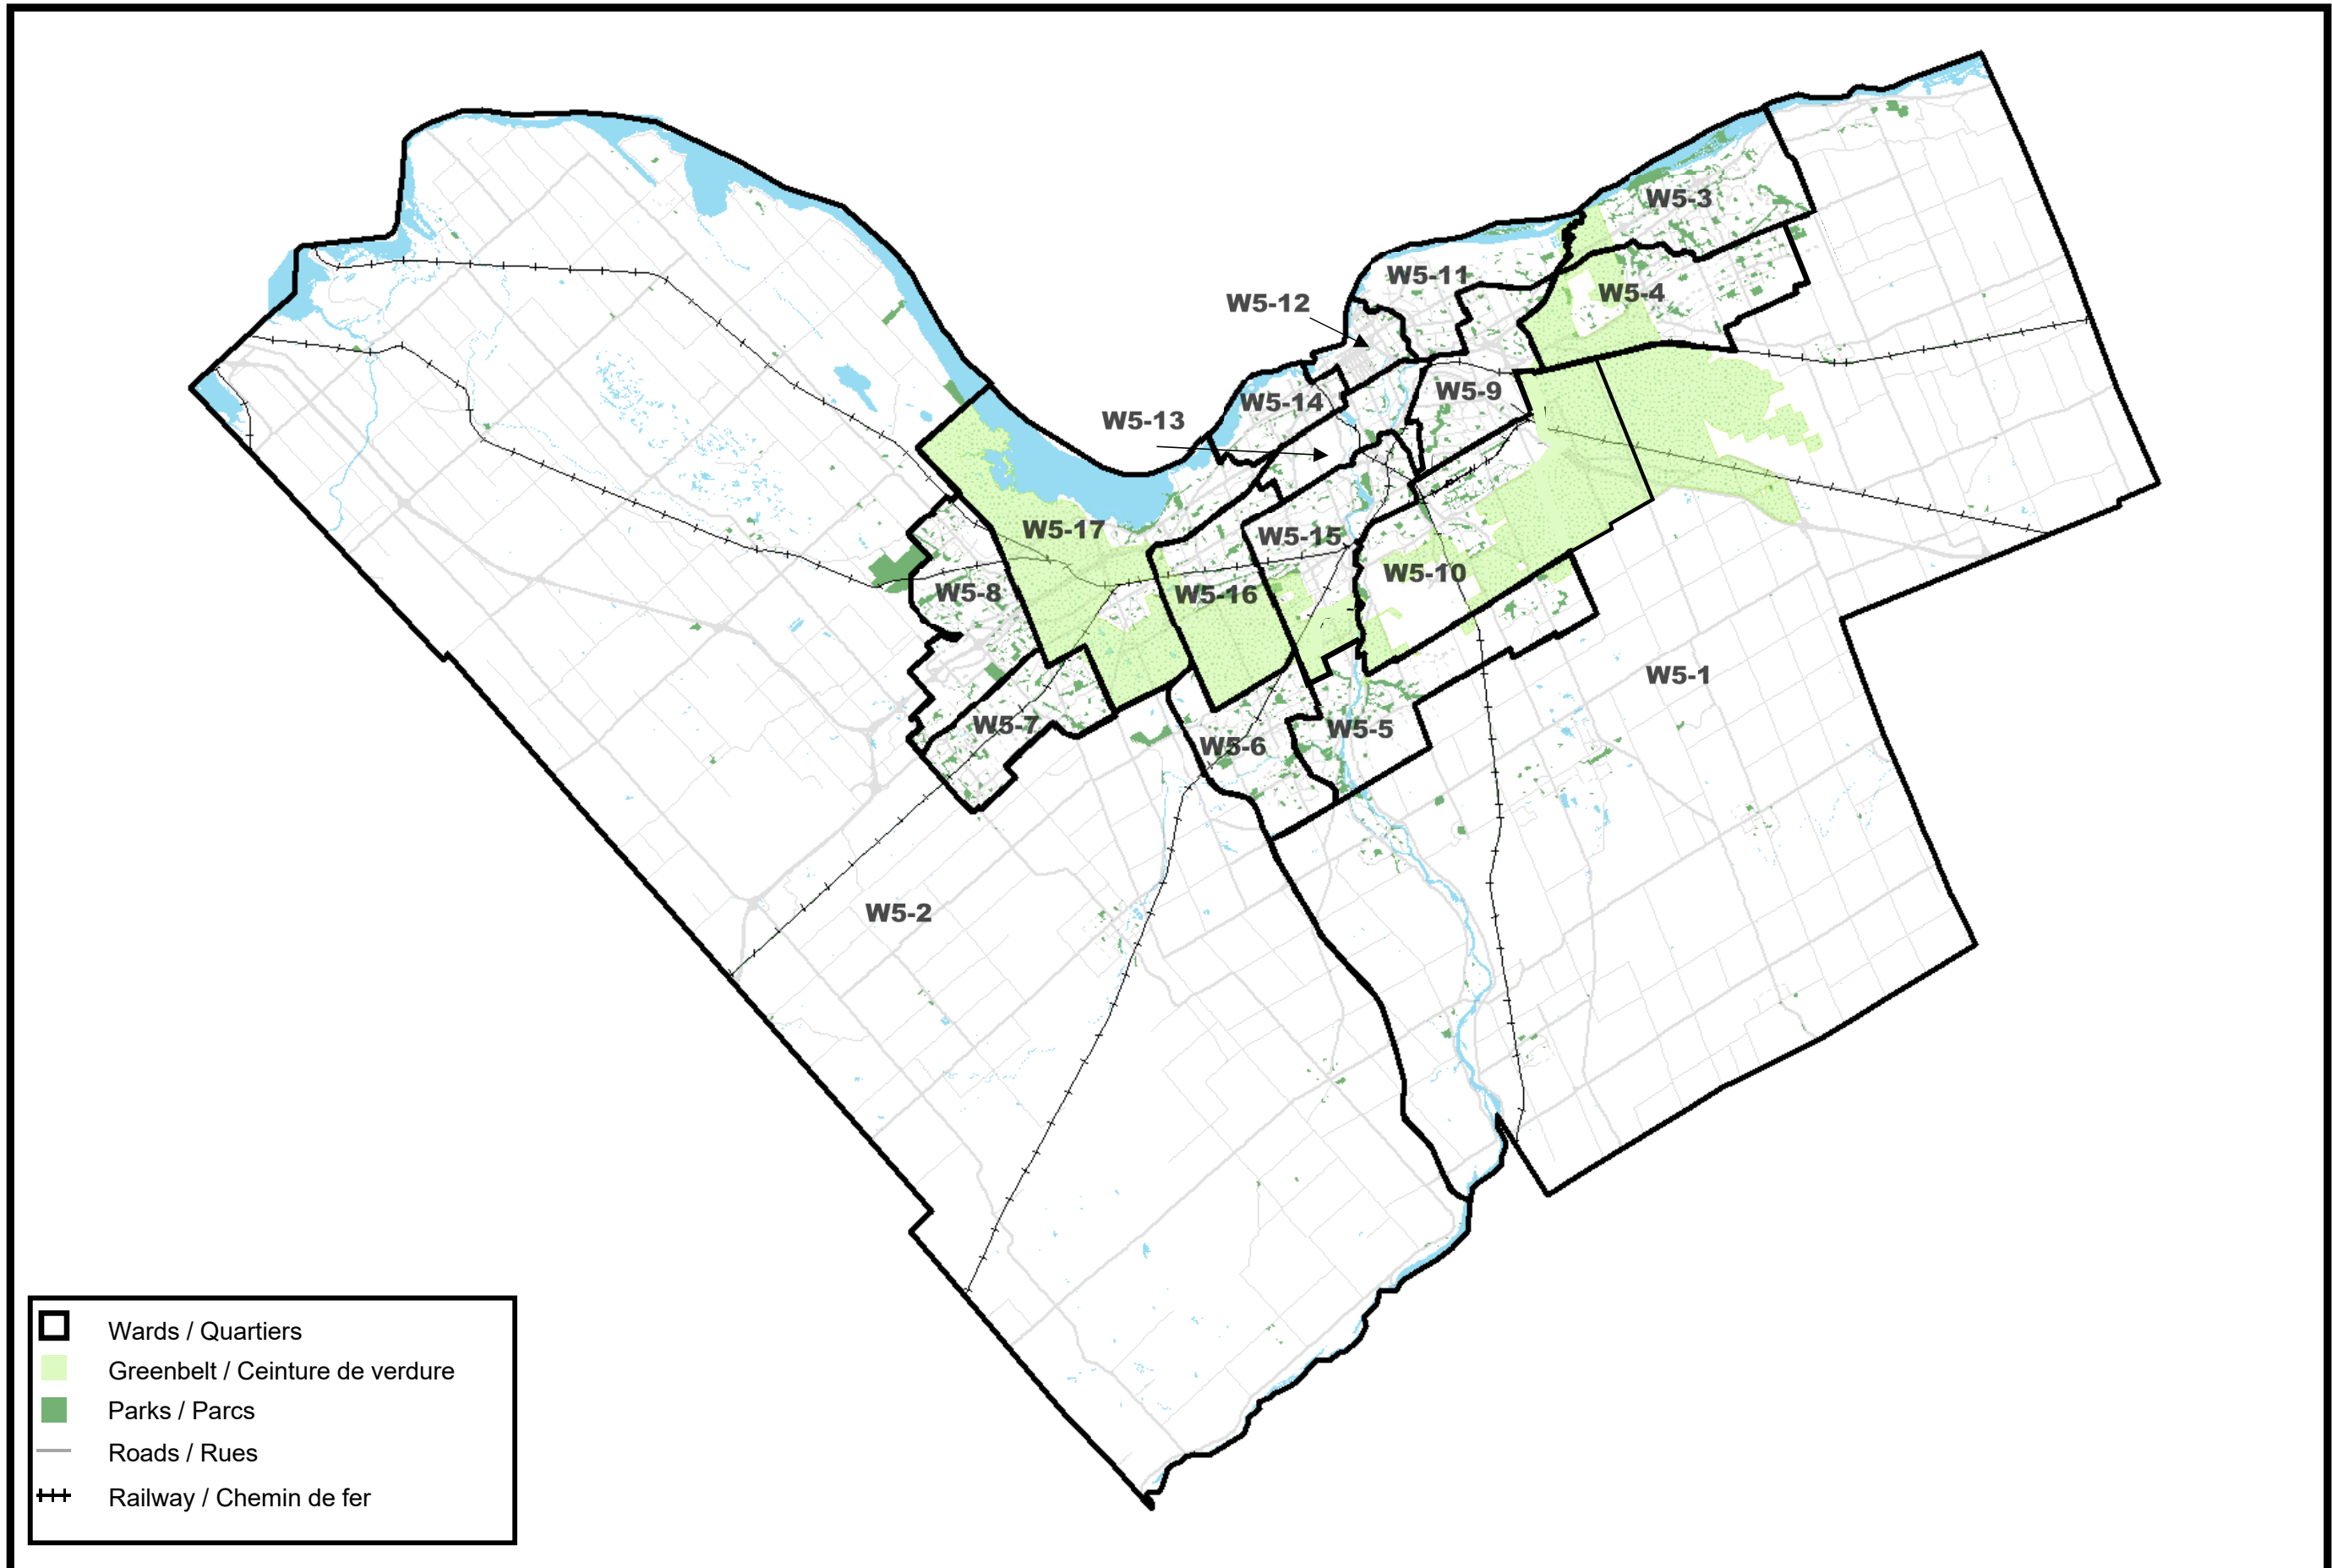 W5-3
W5-11
W5-4
W5-12
W5-9
W5-14
W5-13
W5-17
W5-15
W5-10
W5-8
W5-16
W5-1
W5-7
W5-5
W5-6
W5-2
Wards / Quartiers
Greenbelt / Ceinture de verdure
Parks / Parcs
Roads / Rues
Railway / Chemin de fer